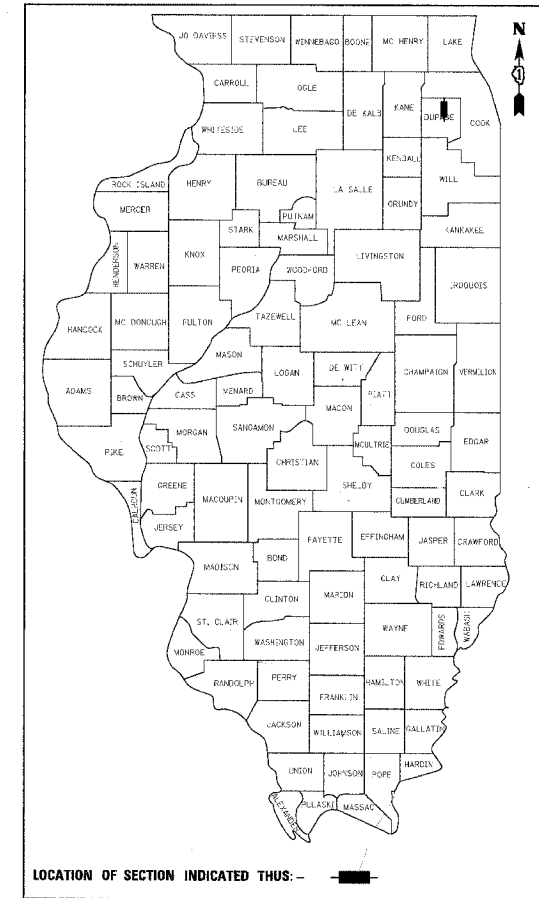 JO DAVIESS STEVENSON WINNEBAGO BOONE MC HENRY LAKE
N
CARROLL OGLE
DE KALB KANE DUPAGE COOK
WHITESIDE LEE
KENDALL
WILL
ROCK ISLAND HENRY BUREAU LA SALLE GRUNDY
MERCER PUTNAM
STARK MARSHALL KANKAKEE
HENDERSON WARREN KNOX PEORIA WOODFORD LIVINGSTON
IROQUOIS
HANCOCK MC DONOUGH FULTON TAZEWELL MC LEAN FORD
MASON
SCHUYLER LOGAN DE WITT CHAMPAIGN VERMILION
ADAMS BROWN CASS MENARD PIATT
MACON
MORGAN SANGAMON DOUGLAS
PIKE SCOTT MOULTRIE EDGAR
CHRISTIAN COLES
GREENE MACOUPIN SHELBY
CALHOUN MONTGOMERY CUMBERLAND CLARK
JERSEY FAYETTE EFFINGHAM JASPER CRAWFORD
BOND
MADISON CLAY
RICHLAND LAWRENCE
CLINTON MARION
ST. CLAIR WAYNE EDWARDS WABASH
WASHINGTON JEFFERSON
MONROE
RANDOLPH PERRY HAMILTON WHITE
FRANKLIN
JACKSON WILLIAMSON SALINE GALLATIN
HARDIN
UNION JOHNSON POPE
ALEXANDER PULASKI MASSAC
LOCATION OF SECTION INDICATED THUS: -